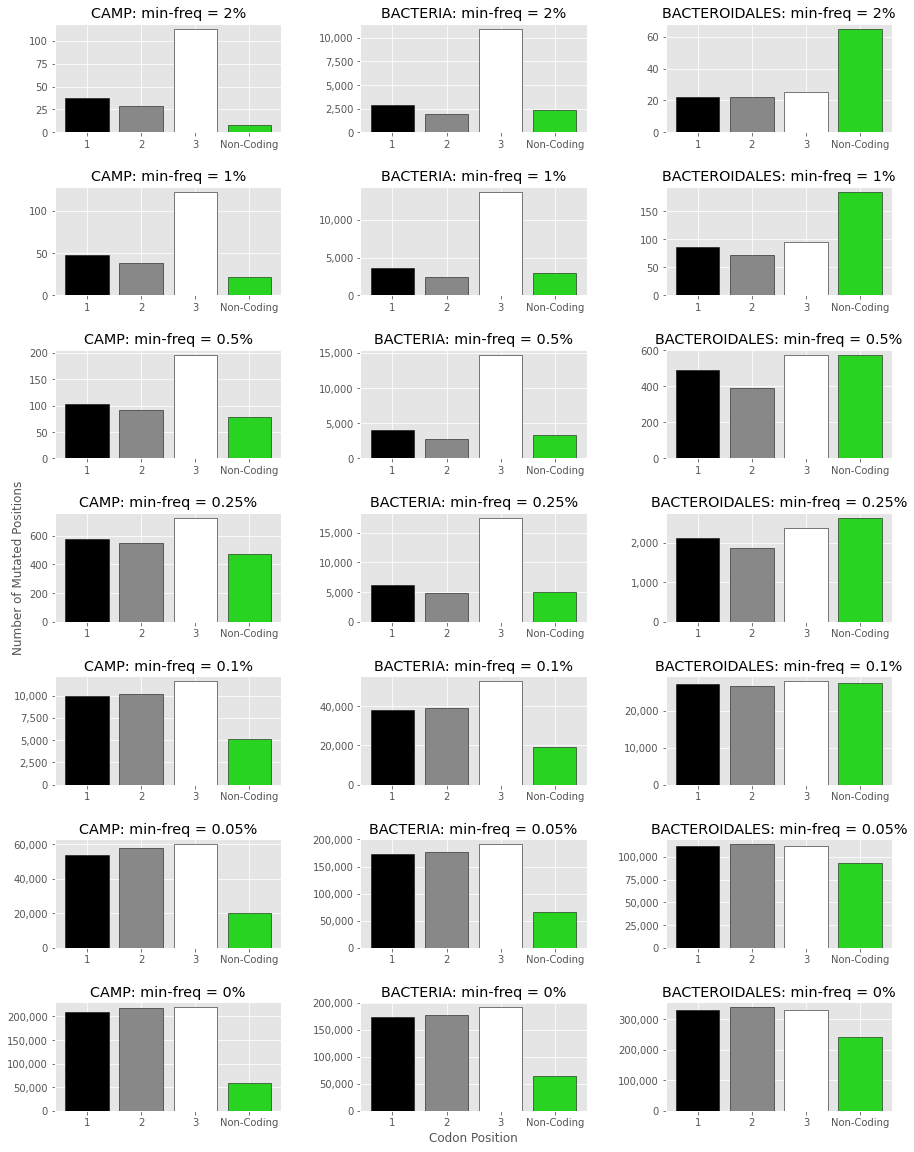 CAMP: min-freq = 2%
BACTERIA: min-freq = 2%
BACTEROIDALES: min-freq = 2%
100
75
50
25
0
10,000
7,500
5,000
2,500
0
60
40
20
0
1 2 3 Non-Coding
1 2 3 Non-Coding
1 2 3 Non-Coding
CAMP: min-freq = 1%
BACTERIA: min-freq = 1%
BACTEROIDALES: min-freq = 1%
100
50
0
10,000
5,000
0
150
100
50
0
1 2 3 Non-Coding
1 2 3 Non-Coding
1 2 3 Non-Coding
CAMP: min-freq = 0.5%
BACTERIA: min-freq = 0.5%
BACTEROIDALES: min-freq = 0.5%
200
150
100
50
0
15,000
10,000
5,000
0
600
400
200
0
1 2 3 Non-Coding
1 2 3 Non-Coding
1 2 3 Non-Coding
Number of Mutated Positions
CAMP: min-freq = 0.25%
BACTERIA: min-freq = 0.25%
BACTEROIDALES: min-freq = 0.25%
600
400
200
0
15,000
10,000
5,000
0
2,000
1,000
0
1 2 3 Non-Coding
1 2 3 Non-Coding
1 2 3 Non-Coding
CAMP: min-freq = 0.1%
BACTERIA: min-freq = 0.1%
BACTEROIDALES: min-freq = 0.1%
10,000
7,500
5,000
2,500
0
40,000
20,000
0
20,000
10,000
0
1 2 3 Non-Coding
1 2 3 Non-Coding
1 2 3 Non-Coding
CAMP: min-freq = 0.05%
BACTERIA: min-freq = 0.05%
BACTEROIDALES: min-freq = 0.05%
60,000
40,000
20,000
0
200,000
150,000
100,000
50,000
0
100,000
75,000
50,000
25,000
0
1 2 3 Non-Coding
1 2 3 Non-Coding
1 2 3 Non-Coding
CAMP: min-freq = 0%
BACTERIA: min-freq = 0%
BACTEROIDALES: min-freq = 0%
200,000
150,000
100,000
50,000
0
200,000
150,000
100,000
50,000
0
300,000
200,000
100,000
0
1 2 3 Non-Coding
1 2 3 Non-Coding
1 2 3 Non-Coding
Codon Position